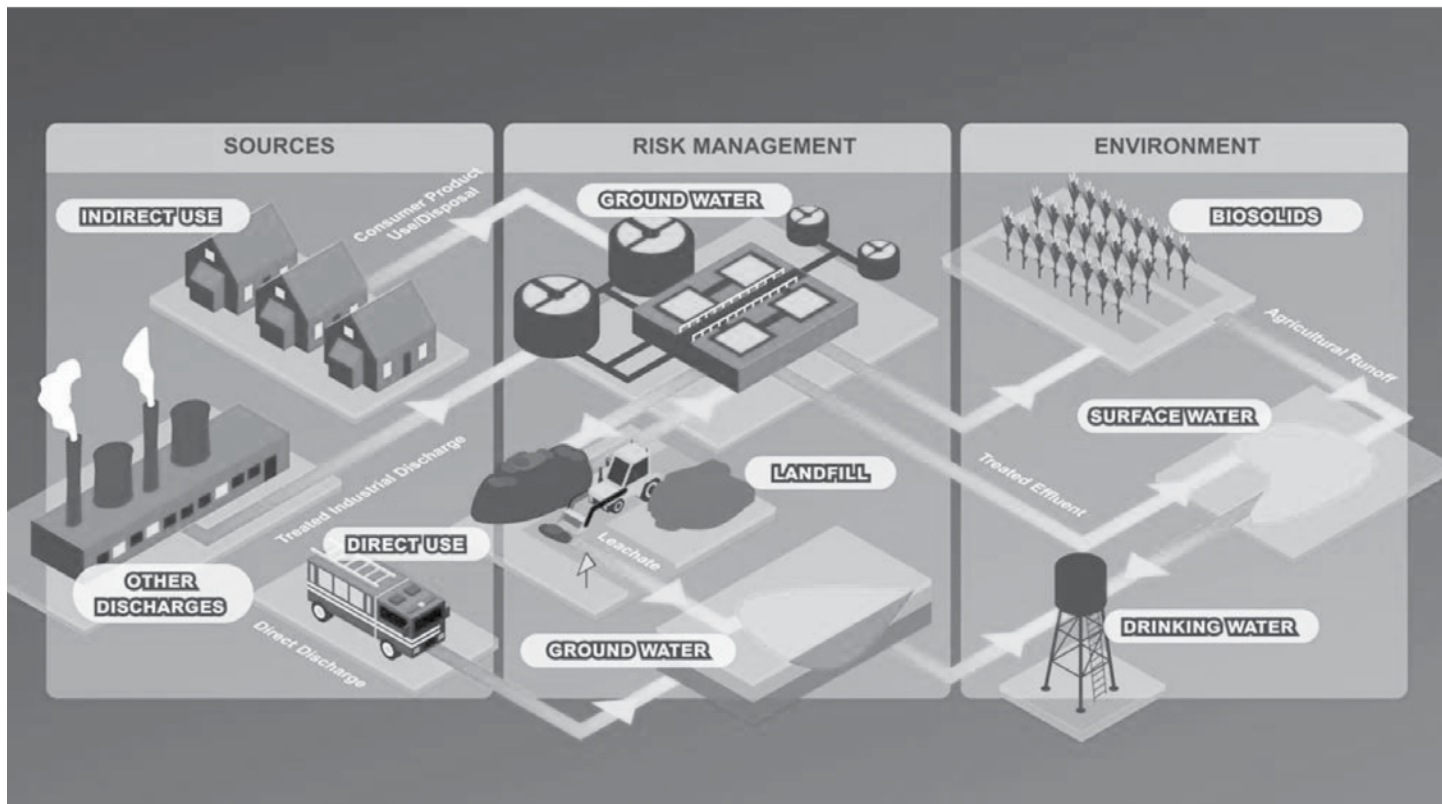 SOURCES
RISK MANAGEMENT
ENVIRONMENT
INDIRECT USE
Consumer Product
Use/Disposal
GROUND WATER
BIOSOLIDS
Agricultural Runoff
SURFACE WATER
Treated Industrial Discharge
LANDFILL
Treated Effluent
DIRECT USE
Leachate
OTHER
DISCHARGES
DRINKING WATER
Direct Discharge
GROUND WATER